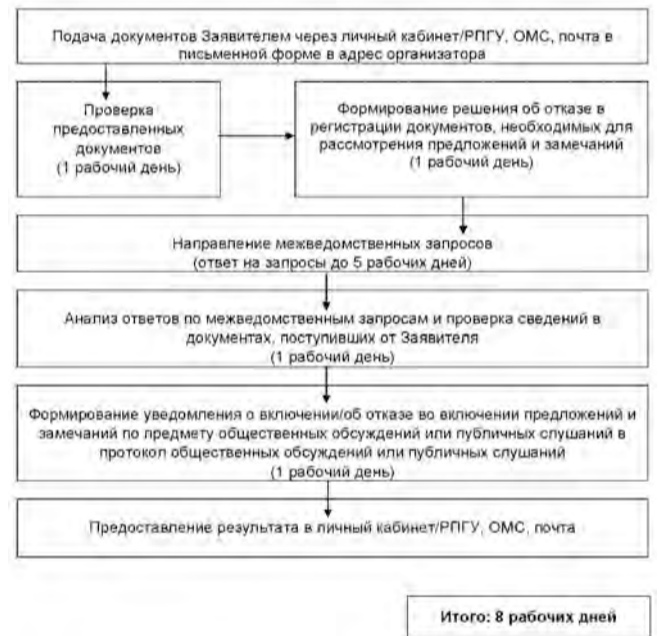 Подача документов Заявителем через личный кабинет/РПГУ, ОМС, почта в
письменной форме в адрес организатора
Проверка
предоставленных
документов
(1 рабочий день)
Формирование решения об отказе в
регистрации документов, необходимых для
рассмотрения предложений и замечаний
(1 рабочий день)
Направление межведомственных запросов
(ответ на запросы до 5 рабочих дней)
Анализ ответов по межведомственным запросам и проверка сведений в
документах, поступивших от Заявителя
(1 рабочий день)
Формирование уведомления о включении/об отказе во включении предложений и
замечаний по предмету общественных обсуждений или публичных слушаний в
протокол общественных обсуждений или публичных слушаний
(1 рабочий день)
Предоставление результата в личный кабинет/РПГУ, ОМС, почта
Итого: 8 рабочих дней